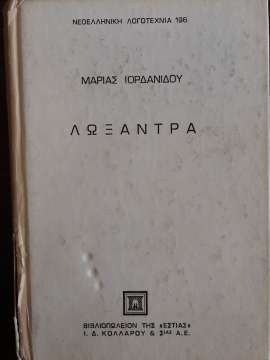 ΝΕΟΕΛΛΗΝΙΚΗ ΛΟΓΟΤΕΧΝΙΑ 196
ΜΑΡΙΑΣ ΙΟΡΔΑΝΙΔΟΥ
ΛΩΞΑΝΤΡΑ
ΒΙΒΛΙΟΠΩΛΕΙΟΝ ΤΗΣ «ΕΣΤΙΑΣ»
Ι. Δ. ΚΟΛΛΑΡΟΥ & ΣΙΑΣ Α.Ε.